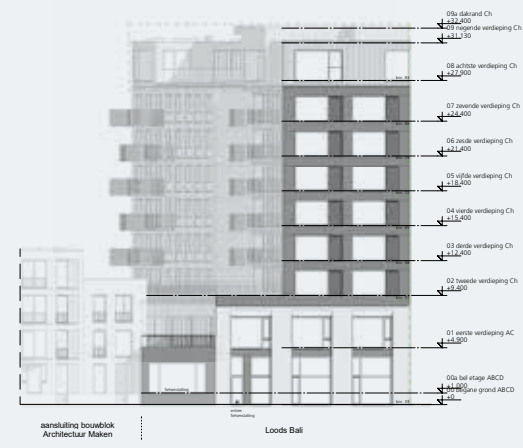 09a dakrand Ch
+32,400
09 negende verdieping Ch
+31,130
08 achtste verdieping Ch
+27,900
07 zevende verdieping Ch
+24,400
06 zesde verdieping Ch
+21,400
05 vijfde verdieping Ch
+18,400
04 vierde verdieping Ch
+15,400
03 derde verdieping Ch
+12,400
02 tweede verdieping Ch
+9,400
01 eerste verdieping AC
+4,900
00a bel etage ABCD
+1,000
00 begane grond ABCD
+0
fietsenstalling
entree
fietsenstalling
aansluiting bouwblok
Architectuur Maken
Loods Bali